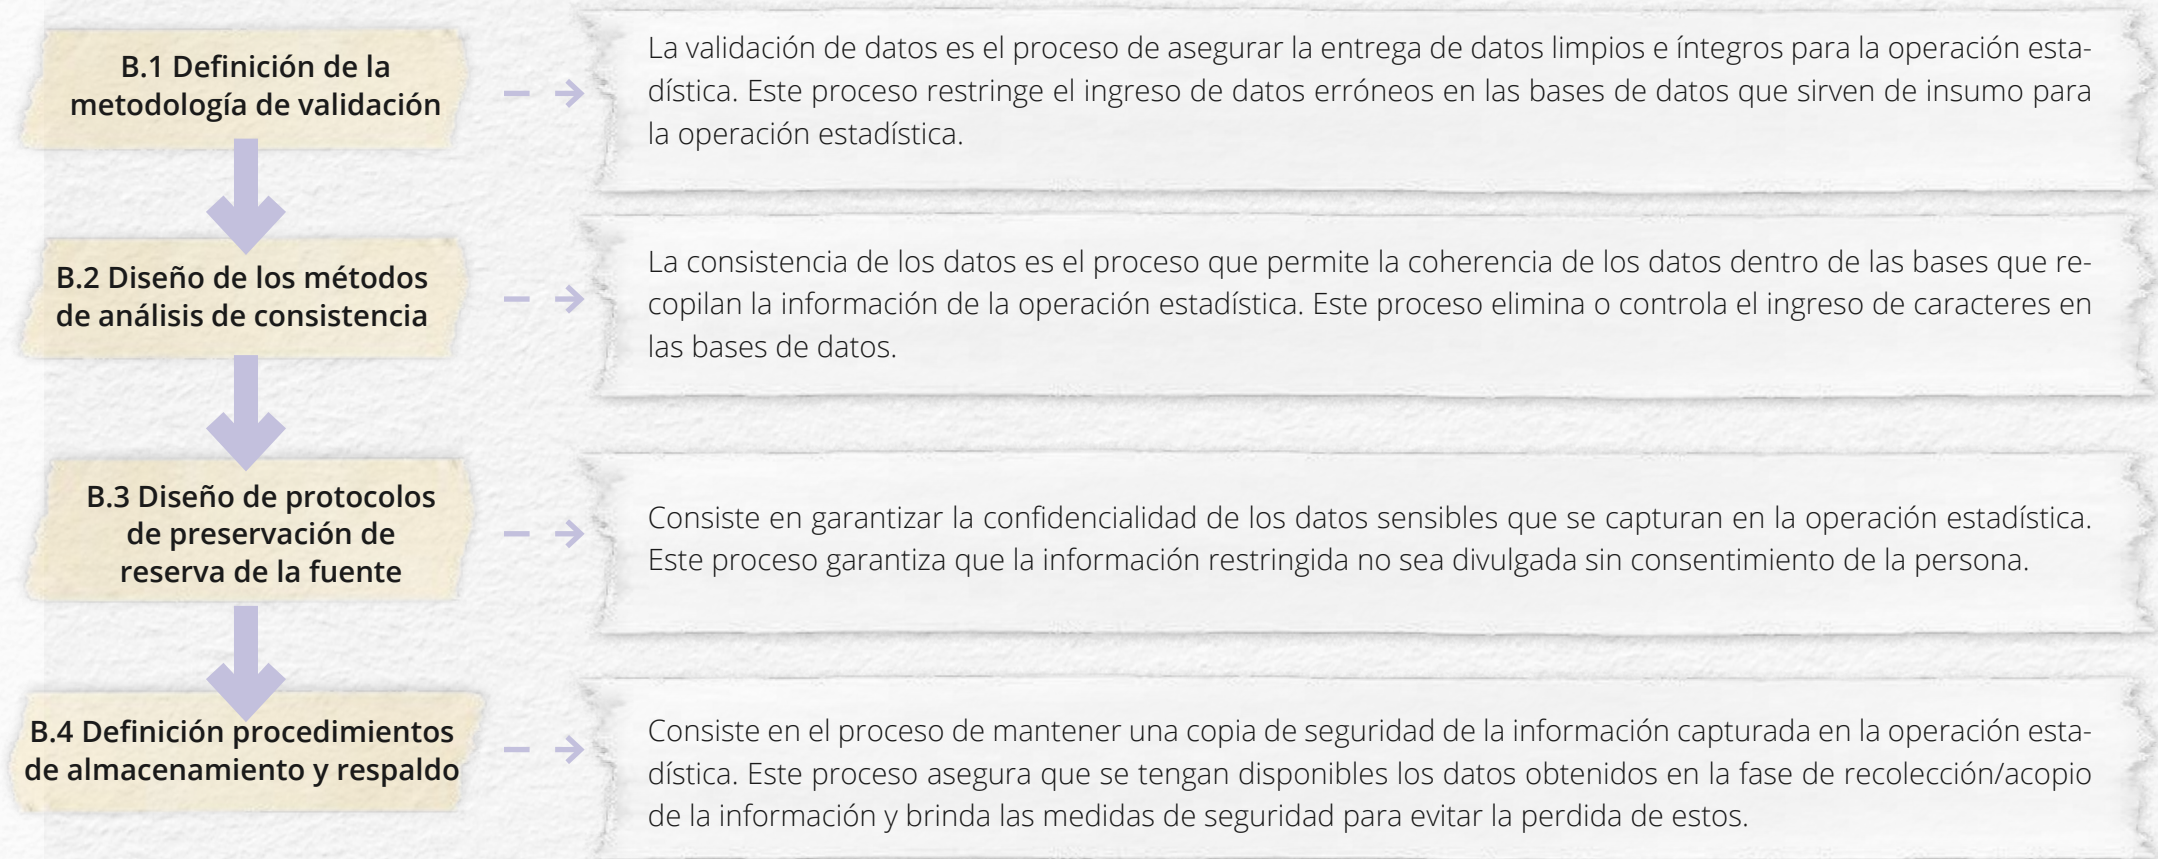 B.1 Definición de la
metodología de validación
La validación de datos es el proceso de asegurar la entrega de datos limpios e íntegros para la operación esta-
dística. Este proceso restringe el ingreso de datos erróneos en las bases de datos que sirven de insumo para
la operación estadística.
B.2 Diseño de los métodos
de análisis de consistencia
La consistencia de los datos es el proceso que permite la coherencia de los datos dentro de las bases que re-
copilan la información de la operación estadística. Este proceso elimina o controla el ingreso de caracteres en
las bases de datos.
B.3 Diseño de protocolos
de preservación de
reserva de la fuente
Consiste en garantizar la confidencialidad de los datos sensibles que se capturan en la operación estadística.
Este proceso garantiza que la información restringida no sea divulgada sin consentimiento de la persona.
B.4 Definición procedimientos
de almacenamiento y respaldo
Consiste en el proceso de mantener una copia de seguridad de la información capturada en la operación esta-
dística. Este proceso asegura que se tengan disponibles los datos obtenidos en la fase de recolección/acopio
de la información y brinda las medidas de seguridad para evitar la perdida de estos.